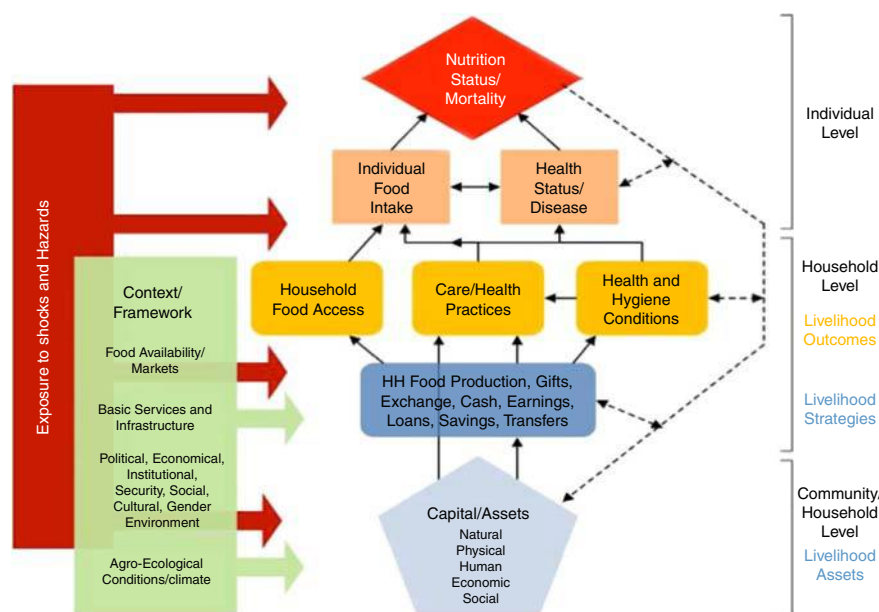 Nutrition
Status/
Mortality
Individual
Level
Individual
Food
Intake
Health
Status/
Disease
Exposure to shocks and Hazards
Context/
Framework
Household
Food Access
Care/Health
Practices
Health and
Hygiene
Conditions
Household
Level
Livelihood
Outcomes
Food Availability/
Markets
Basic Services and
Infrastructure
HH Food Production, Gifts,
Exchange, Cash, Earnings,
Loans, Savings, Transfers
Livelihood
Strategies
Political, Economical,
Institutional,
Security, Social,
Cultural, Gender
Environment
Agro-Ecological
Conditions/climate
Capital/Assets
Natural
Physical
Human
Economic
Social
Community/
Household
Level
Livelihood
Assets